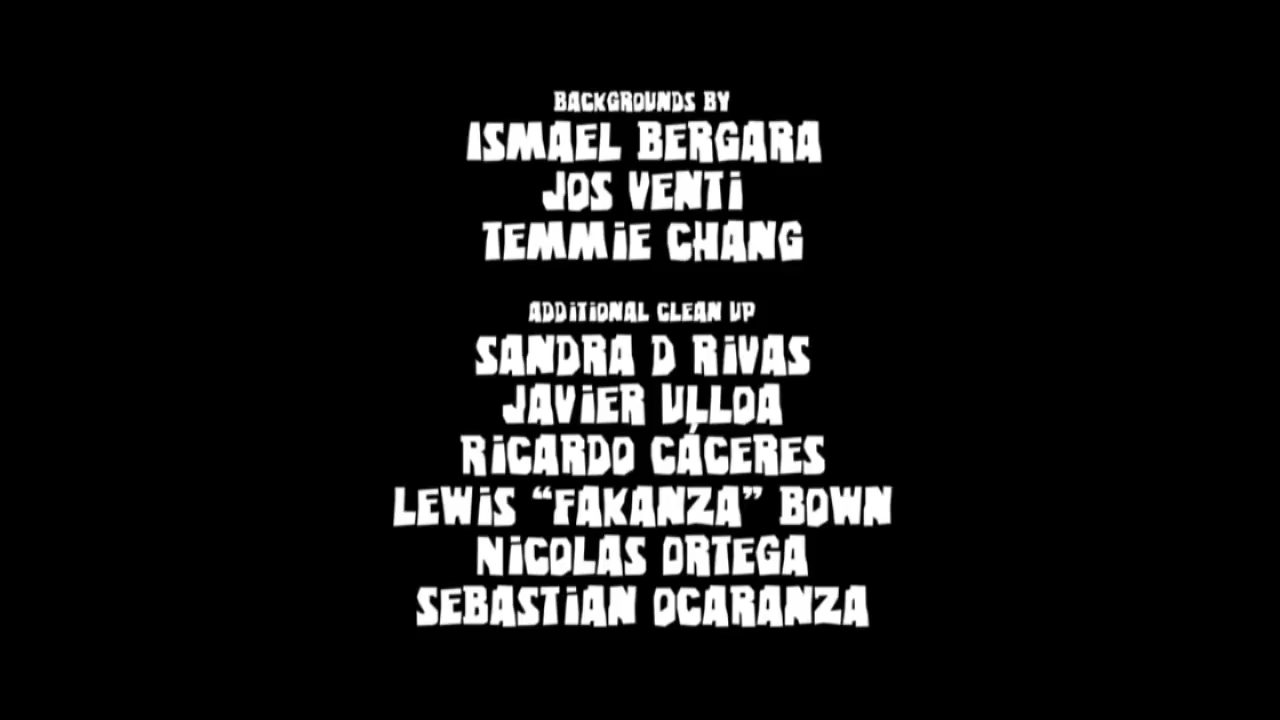 BACKGROUNDS BY
ISMAEL BERGARA
JOS VENTI
TEMMIE CHANG
ADDITIONAL CLEAN UP
SANDRA D RIVAS
JAVIER ULLOA
RICARDO CÁCERES
LEWIS “FAKANZA” BOWN
NICOLAS ORTEGA
SEBASTIAN OCARANZA